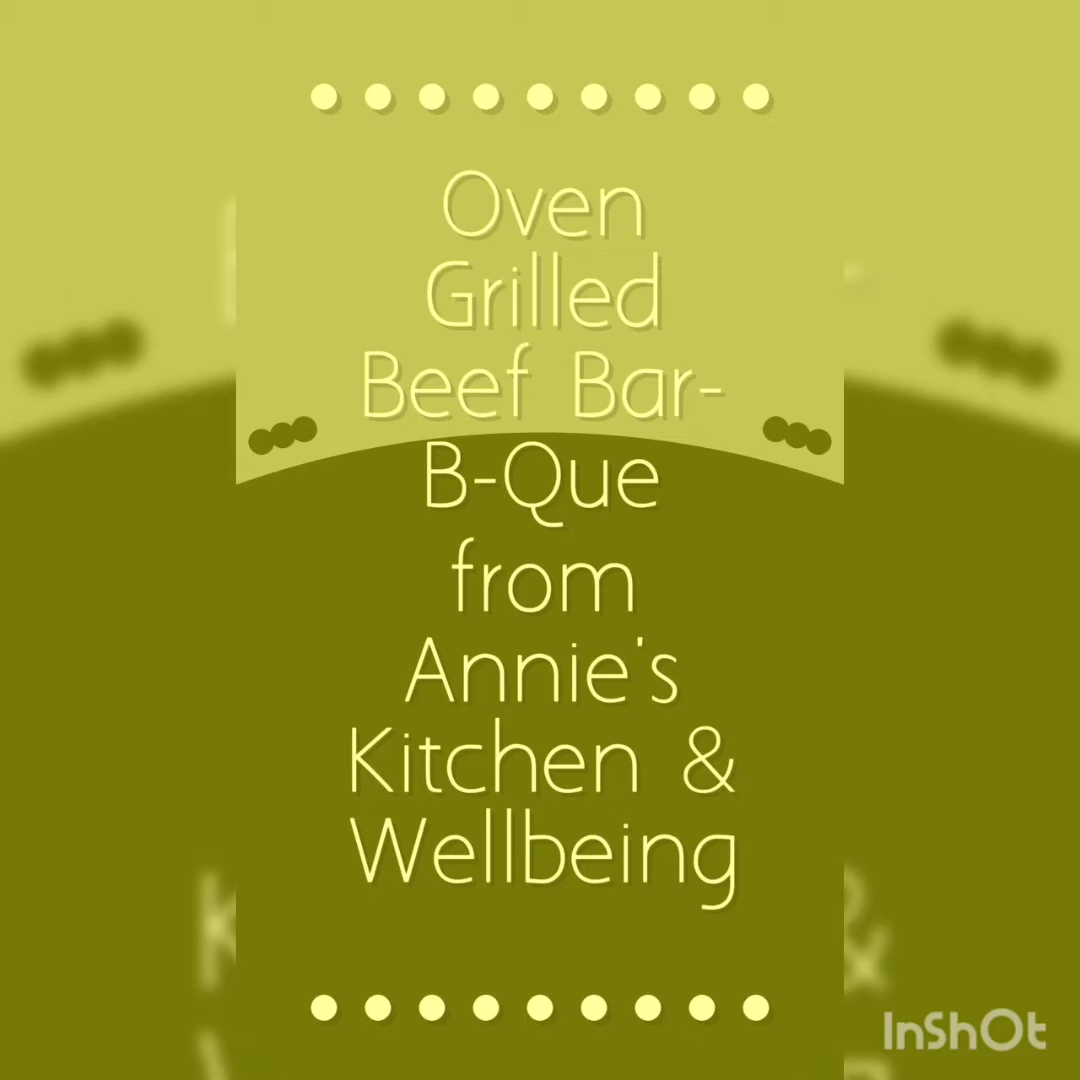 Oven
Grilled
Beef Bar-
B-Que
from
Annie's
Kitchen &
Wellbeing
InShOt